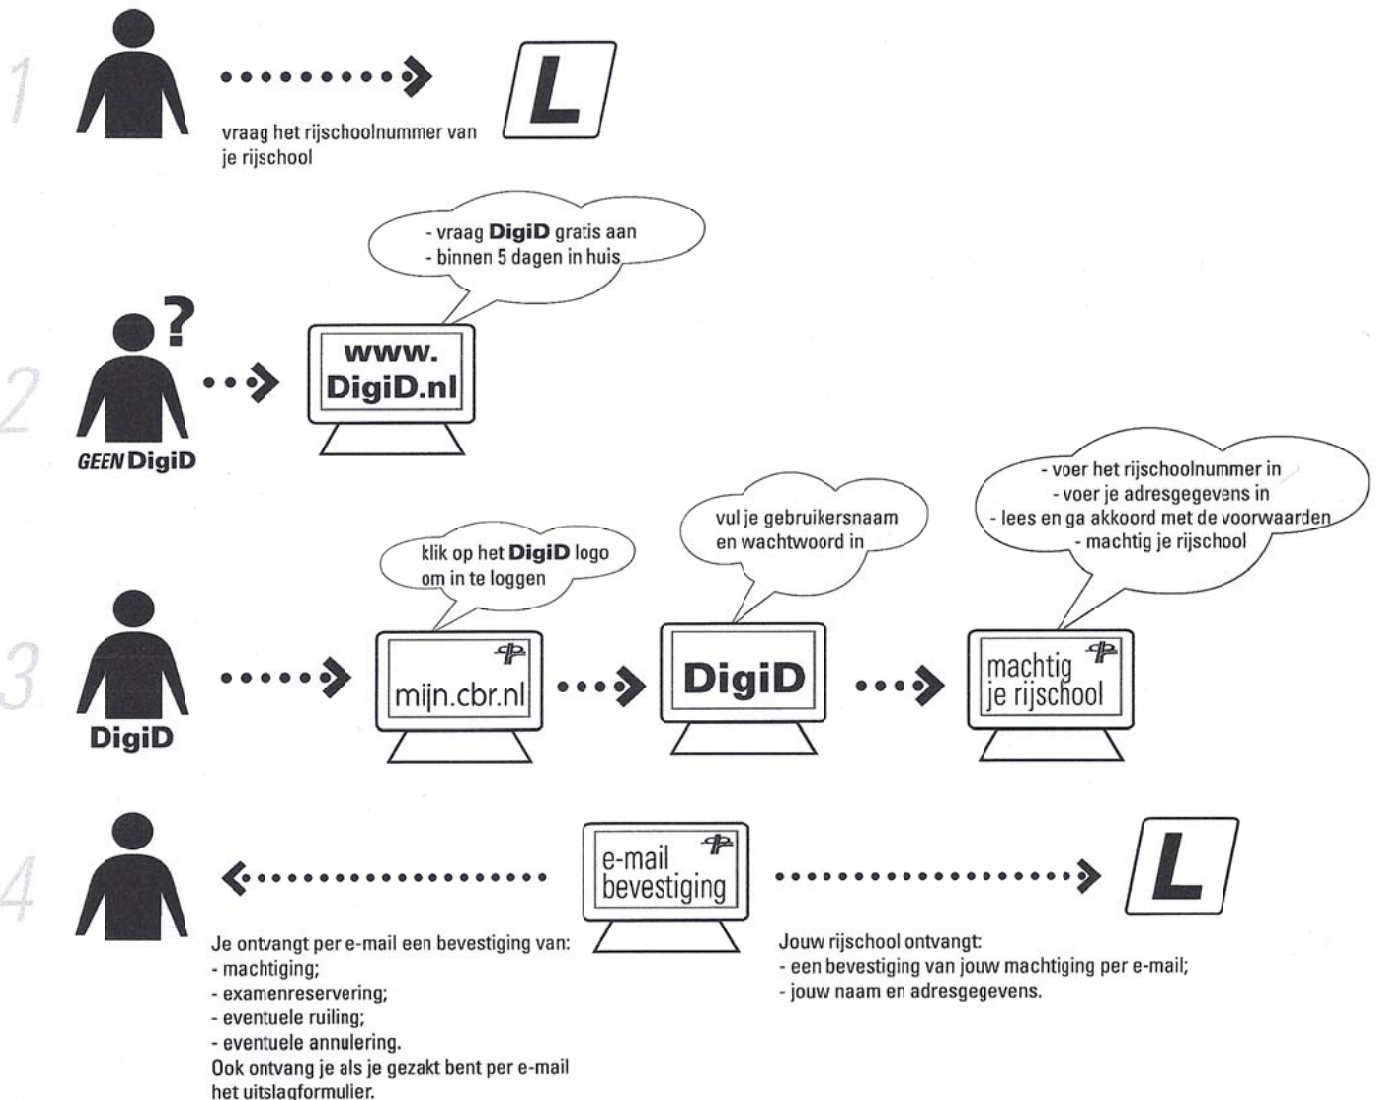 1
L
vraag het rijschoolnummer van
je rijschool
- vraag DigiD gratis aan
- binnen 5 dagen in huis
2
?
www.
DigiD.nl
GEEN DigiD
- voer het rijschoolnummer in
- voer je adresgegevens in
- lees en ga akkoord met de voorwaarden
- machtig je rijschool
vul je gebruikersnaam
en wachtwoord in
klik op het DigiD logo
om in te loggen
3
mijn.cbr.nl
DigiD
machtig
je rijschool
DigiD
4
e-mail
bevestiging
L
Je ontvangt per e-mail een bevestiging van:
- machtiging;
- examenreservering;
- eventuele ruiling;
- eventuele annulering.
Ook ontvang je als je gezakt bent per e-mail
het uitslagformulier.
Jouw rijschool ontvangt:
- een bevestiging van jouw machtiging per e-mail;
- jouw naam en adresgegevens.